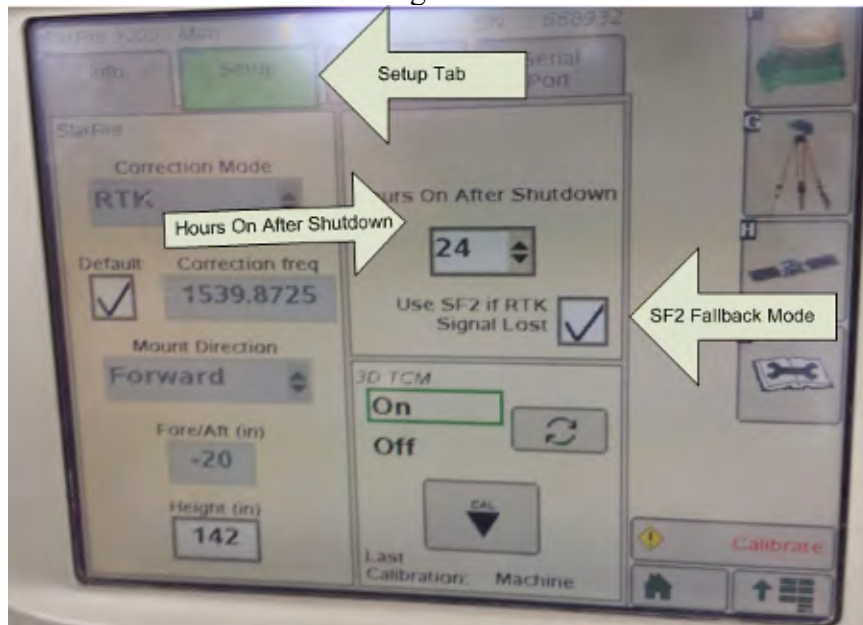 StarFire 3000 - Main
SN 568932
Info
Setup
Serial
Port
Setup Tab
StarFire
Correction Mode
RTK
Default
Correction freq
1539.8725
Mount Direction
Forward
Fore/Aft (in)
-20
Height (in)
142
Hours On After Shutdown
Hours On After Shutdown
24
Use SF2 if RTK
Signal Lost
SF2 Fallback Mode
3D TCM
On
Off
CAL
Last
Calibration: Machine
F
G
H
Calibrate